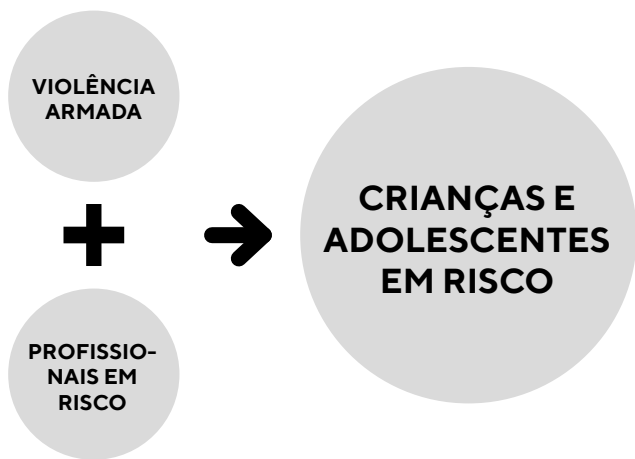 VIOLÊNCIA
ARMADA
+
PROFISSIO-
NAIS EM
RISCO
CRIANÇAS E
ADOLESCENTES
EM RISCO